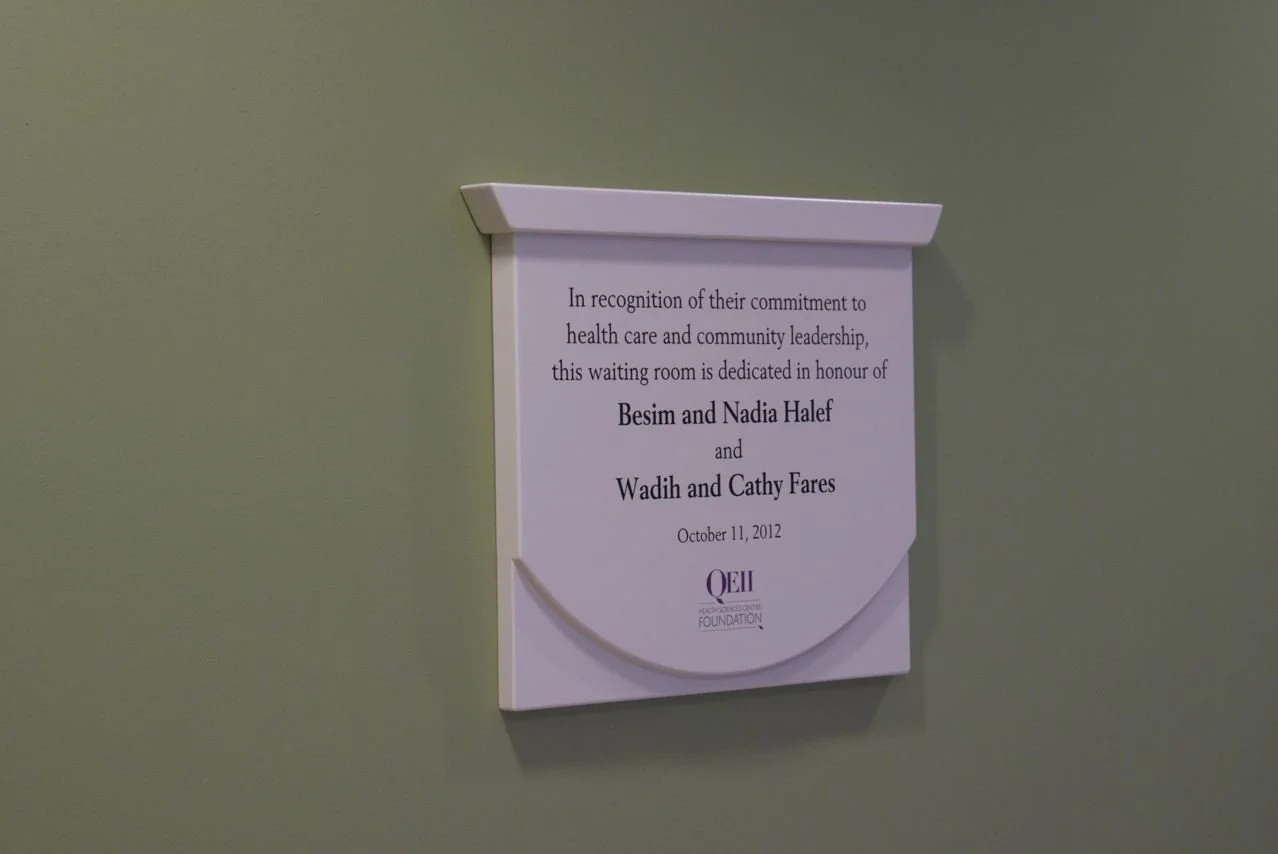 In recognition of their commitment to
health care and community leadership,
this waiting room is dedicated in honour of
Besim and Nadia Halef
and
Wadih and Cathy Fares
October 11, 2012
QEII
HEALTH SCIENCES CENTRE
FOUNDATION